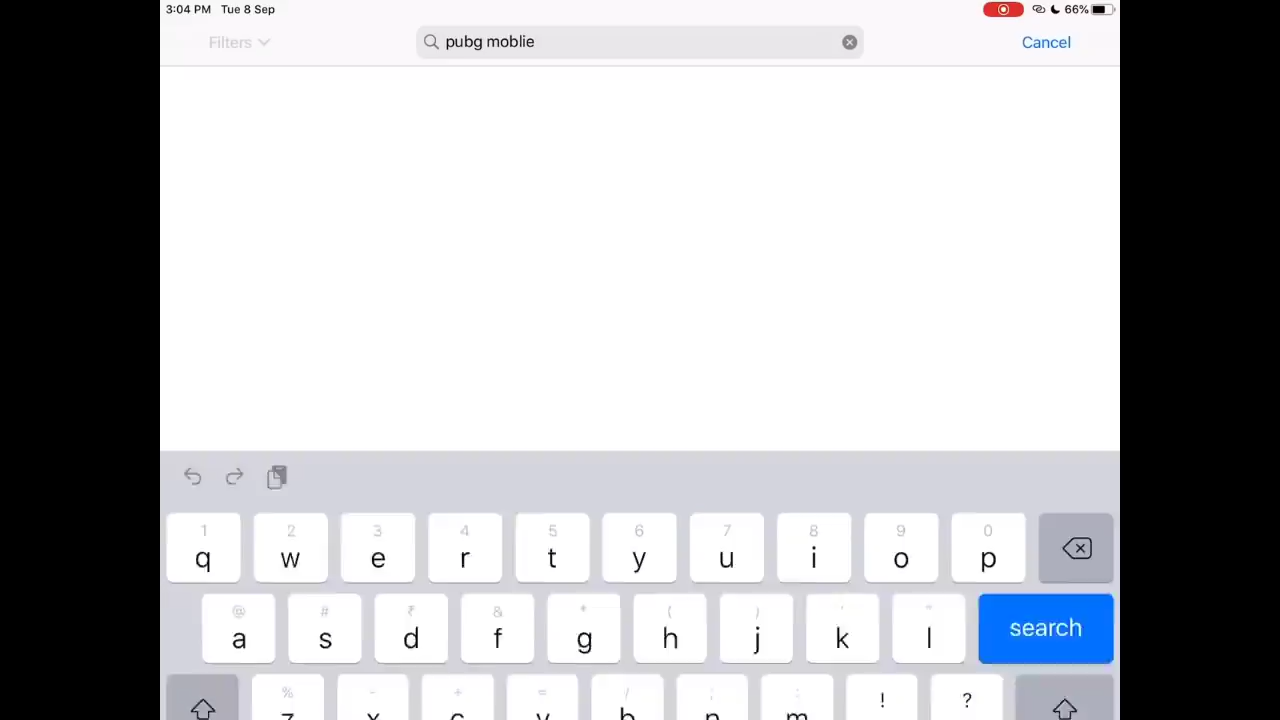 3:04 PM Tue 8 Sep 66%
Filters pubg moblie Cancel
1 2 3 4 5 6 7 8 9 0
q w e r t y u i o p
@ # ₹ & * ( ) ' "
a s d f g h j k l search
% - + = / ; : ! ?
z x c v b n m